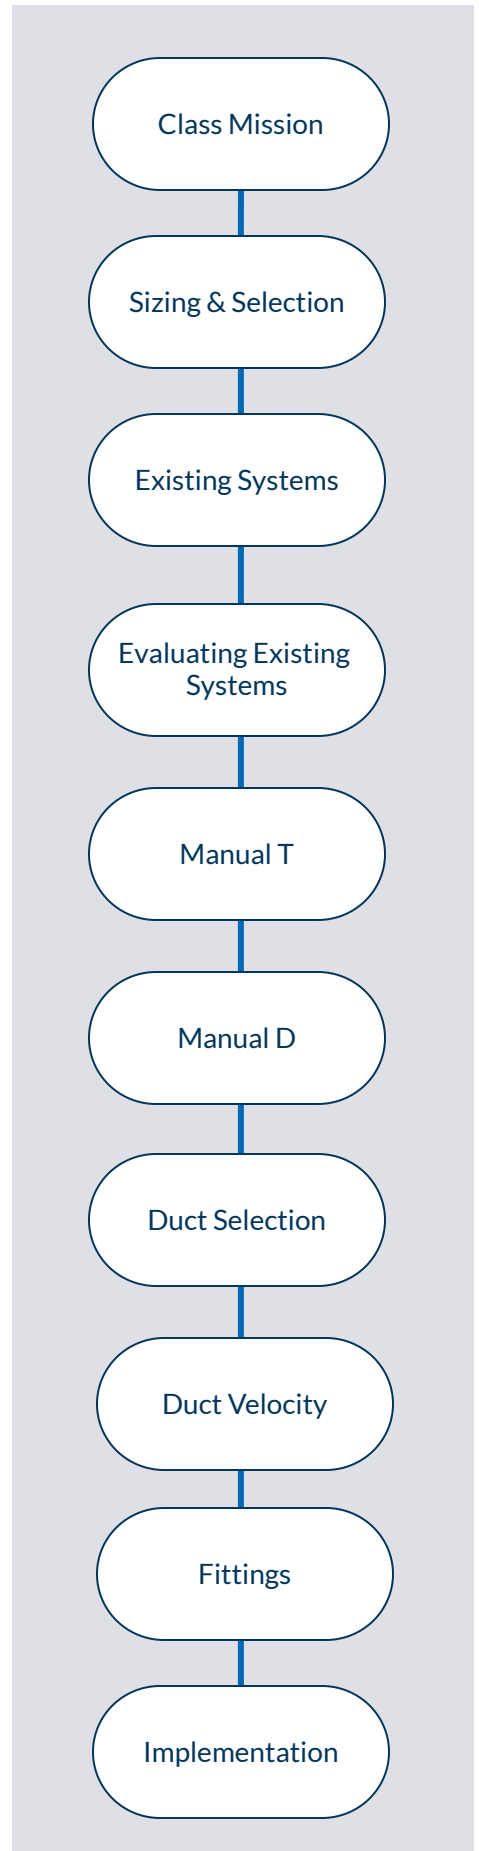 Class Mission
Sizing & Selection
Existing Systems
Evaluating Existing
Systems
Manual T
Manual D
Duct Selection
Duct Velocity
Fittings
Implementation